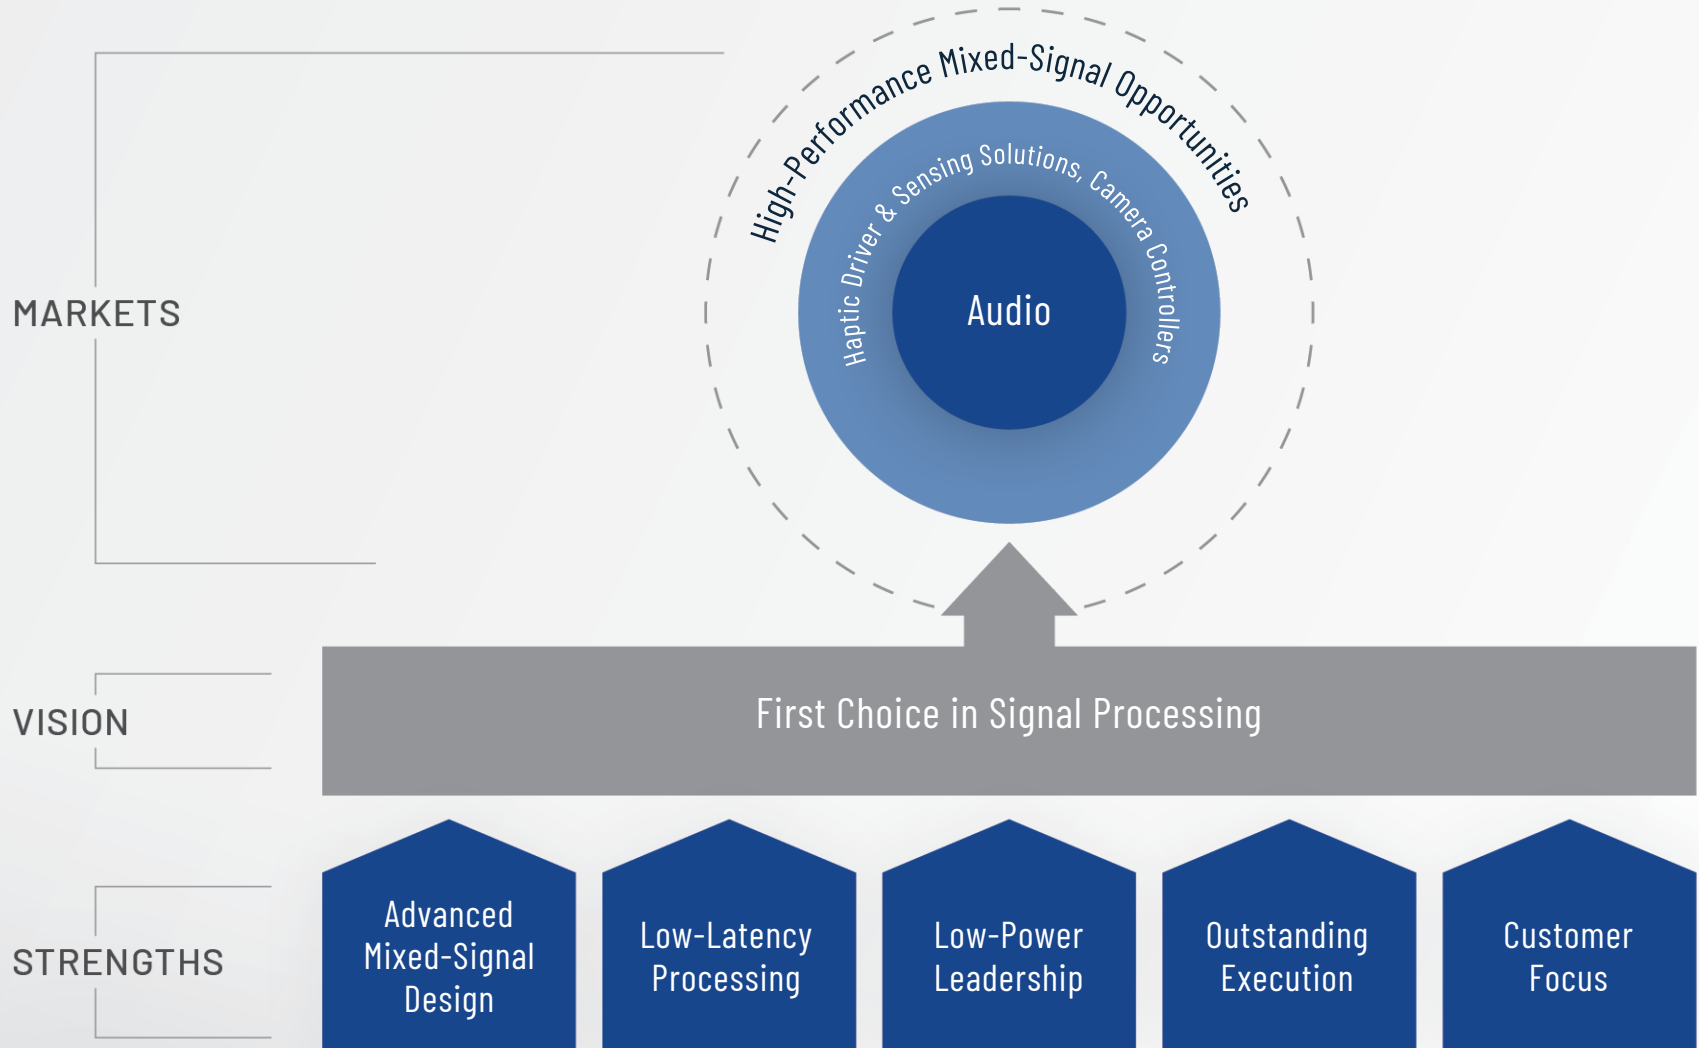 High-Performance Mixed-Signal Opportunities
Haptic Driver & Sensing Solutions, Camera Controllers
Audio
MARKETS
First Choice in Signal Processing
VISION
Advanced
Mixed-Signal
Design
Low-Latency
Processing
Low-Power
Leadership
Outstanding
Execution
Customer
Focus
STRENGTHS